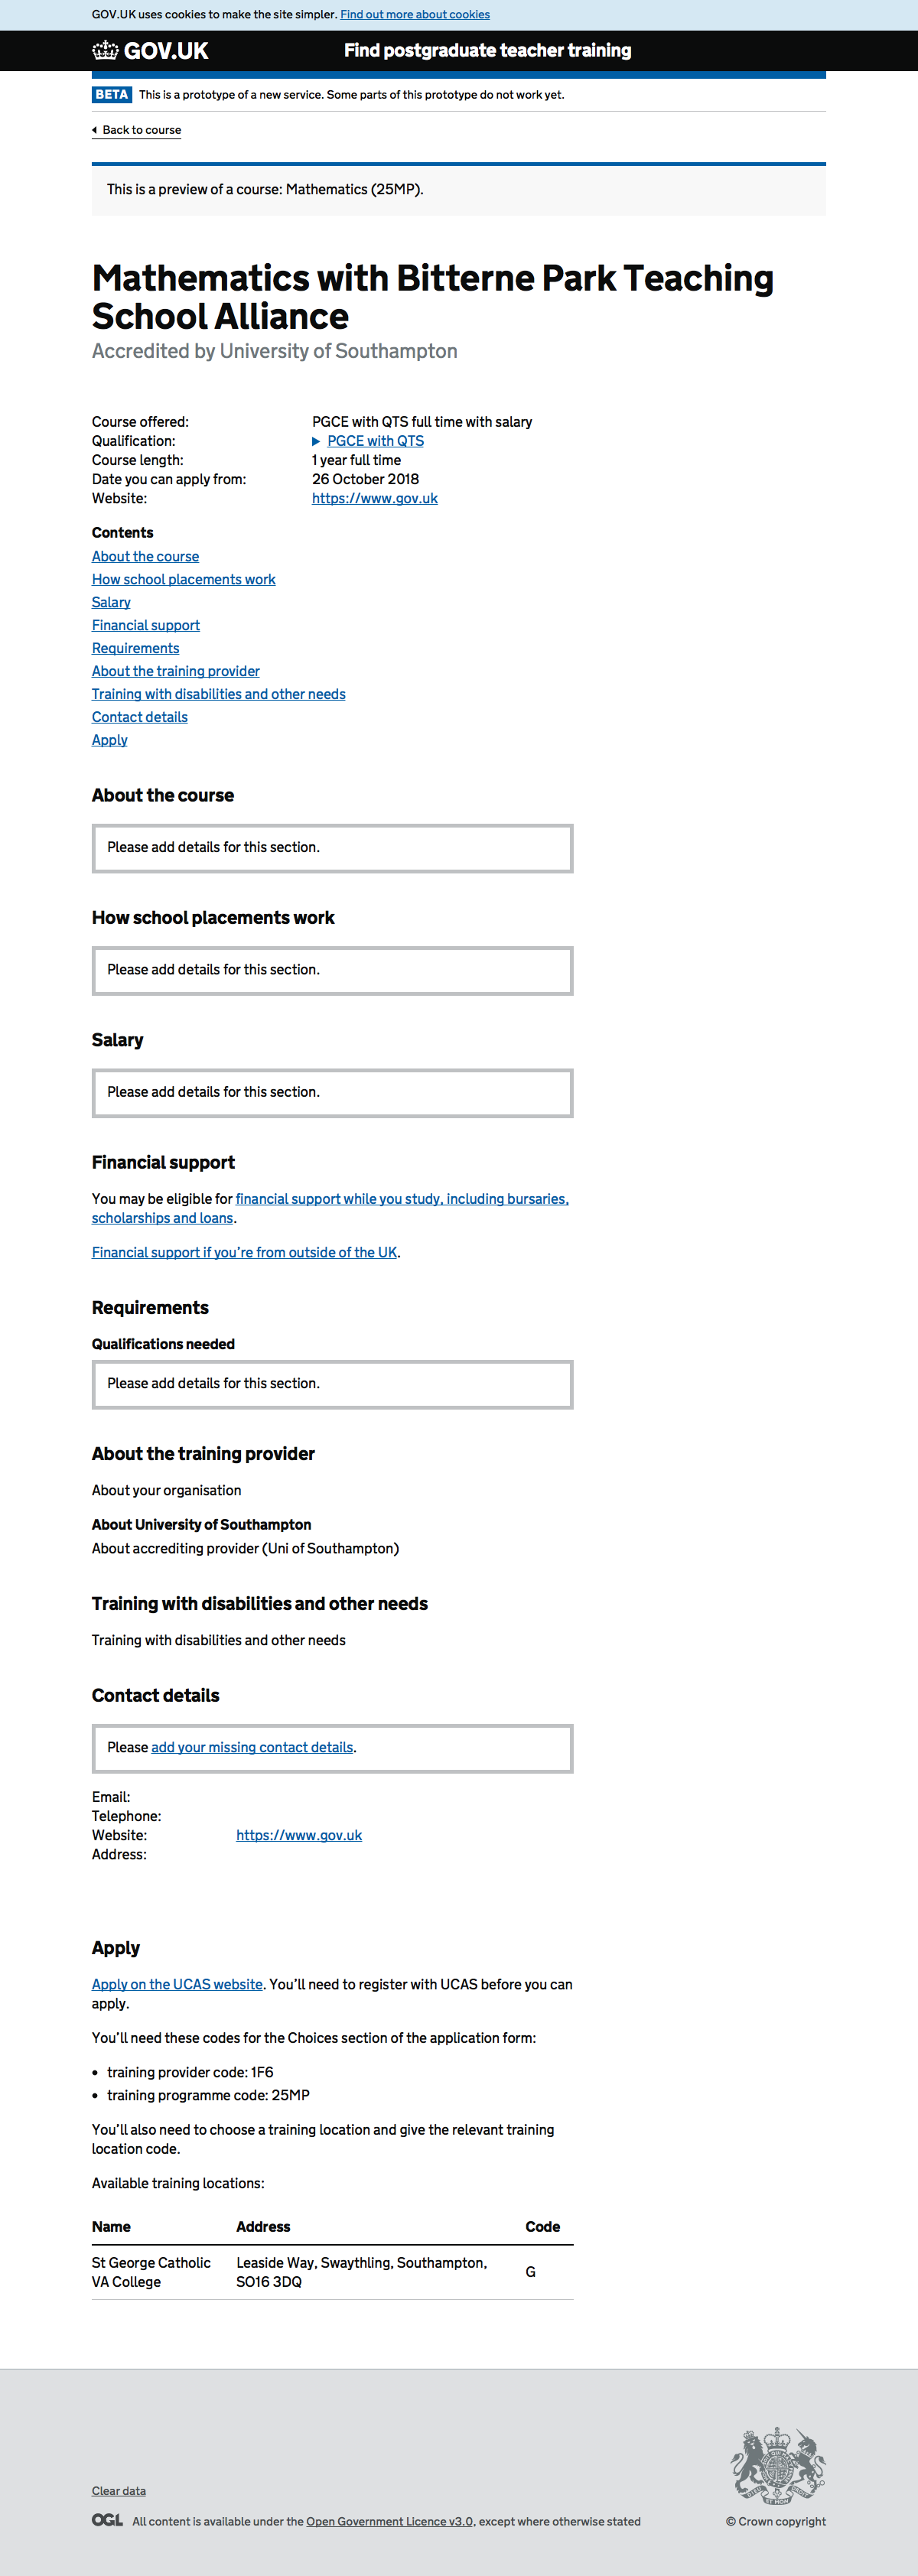 GOV.UK uses cookies to make the site simpler. Find out more about cookies
GOV.UK
Find postgraduate teacher training
BETA This is a prototype of a new service. Some parts of this prototype do not work yet.
Back to course
This is a preview of a course: Mathematics (25MP).
Mathematics with Bitterne Park Teaching
School Alliance
Accredited by University of Southampton
Course offered: PGCE with QTS full time with salary
Qualification: PGCE with QTS
Course length: 1 year full time
Date you can apply from: 26 October 2018
Website: https://www.gov.uk
Contents
About the course
How school placements work
Salary
Financial support
Requirements
About the training provider
Training with disabilities and other needs
Contact details
Apply
About the course
Please add details for this section.
How school placements work
Please add details for this section.
Salary
Please add details for this section.
Financial support
You may be eligible for financial support while you study, including bursaries,
scholarships and loans.
Financial support if you’re from outside of the UK.
Requirements
Qualifications needed
Please add details for this section.
About the training provider
About your organisation
About University of Southampton
About accrediting provider (Uni of Southampton)
Training with disabilities and other needs
Training with disabilities and other needs
Contact details
Please add your missing contact details.
Email:
Telephone:
Website: https://www.gov.uk
Address:
Apply
Apply on the UCAS website. You’ll need to register with UCAS before you can
apply.
You’ll need these codes for the Choices section of the application form:
• training provider code: 1F6
• training programme code: 25MP
You’ll also need to choose a training location and give the relevant training
location code.
Available training locations:
Name Address Code
St George Catholic Leaside Way, Swaythling, Southampton, G
VA College SO16 3DQ
Clear data
OGL All content is available under the Open Government Licence v3.0, except where otherwise stated
© Crown copyright